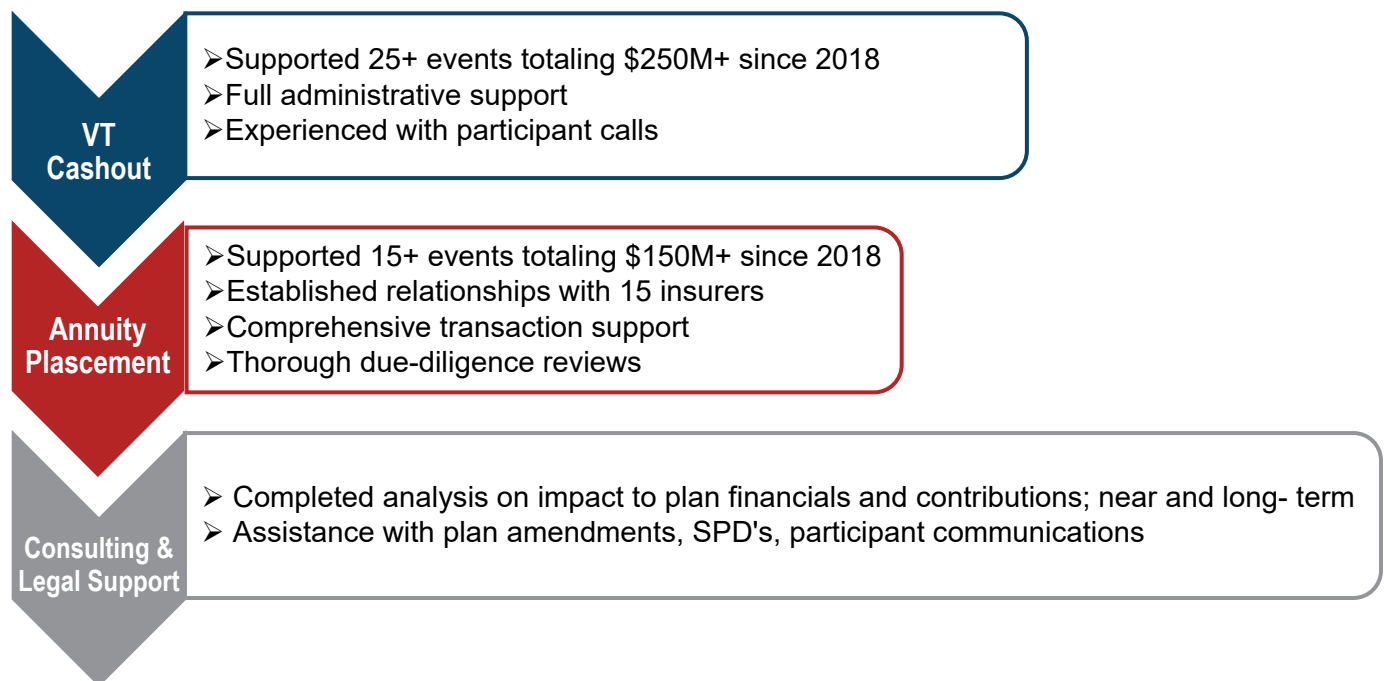 VT
Cashout
➢Supported 25+ events totaling $250M+ since 2018
➢Full administrative support
➢Experienced with participant calls
Annuity
Plascement
➢Supported 15+ events totaling $150M+ since 2018
➢Established relationships with 15 insurers
➢Comprehensive transaction support
➢Thorough due-diligence reviews
Consulting &
Legal Support
➢ Completed analysis on impact to plan financials and contributions; near and long- term
➢ Assistance with plan amendments, SPD's, participant communications